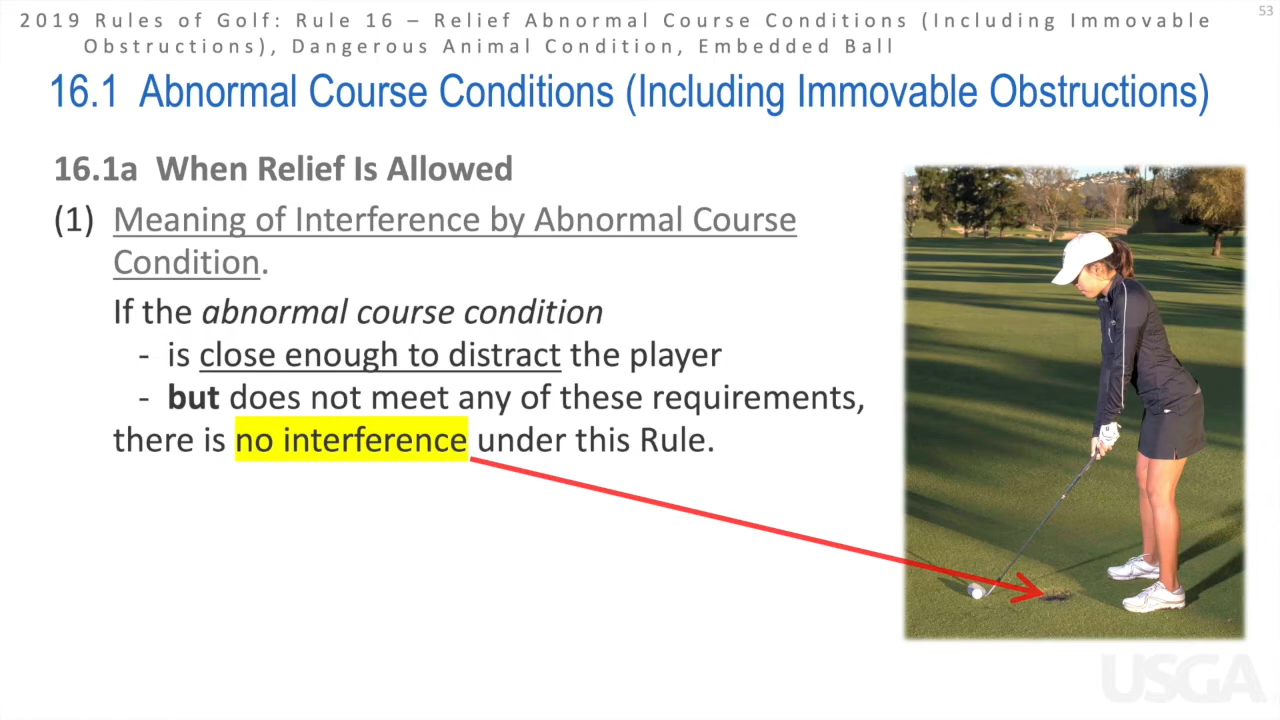 53
2019 Rules of Golf: Rule 16 – Relief Abnormal Course Conditions (Including Immovable
Obstructions), Dangerous Animal Condition, Embedded Ball
16.1 Abnormal Course Conditions (Including Immovable Obstructions)
16.1a When Relief Is Allowed
(1) Meaning of Interference by Abnormal Course
Condition.
If the abnormal course condition
- is close enough to distract the player
- but does not meet any of these requirements,
there is no interference under this Rule.
USGA